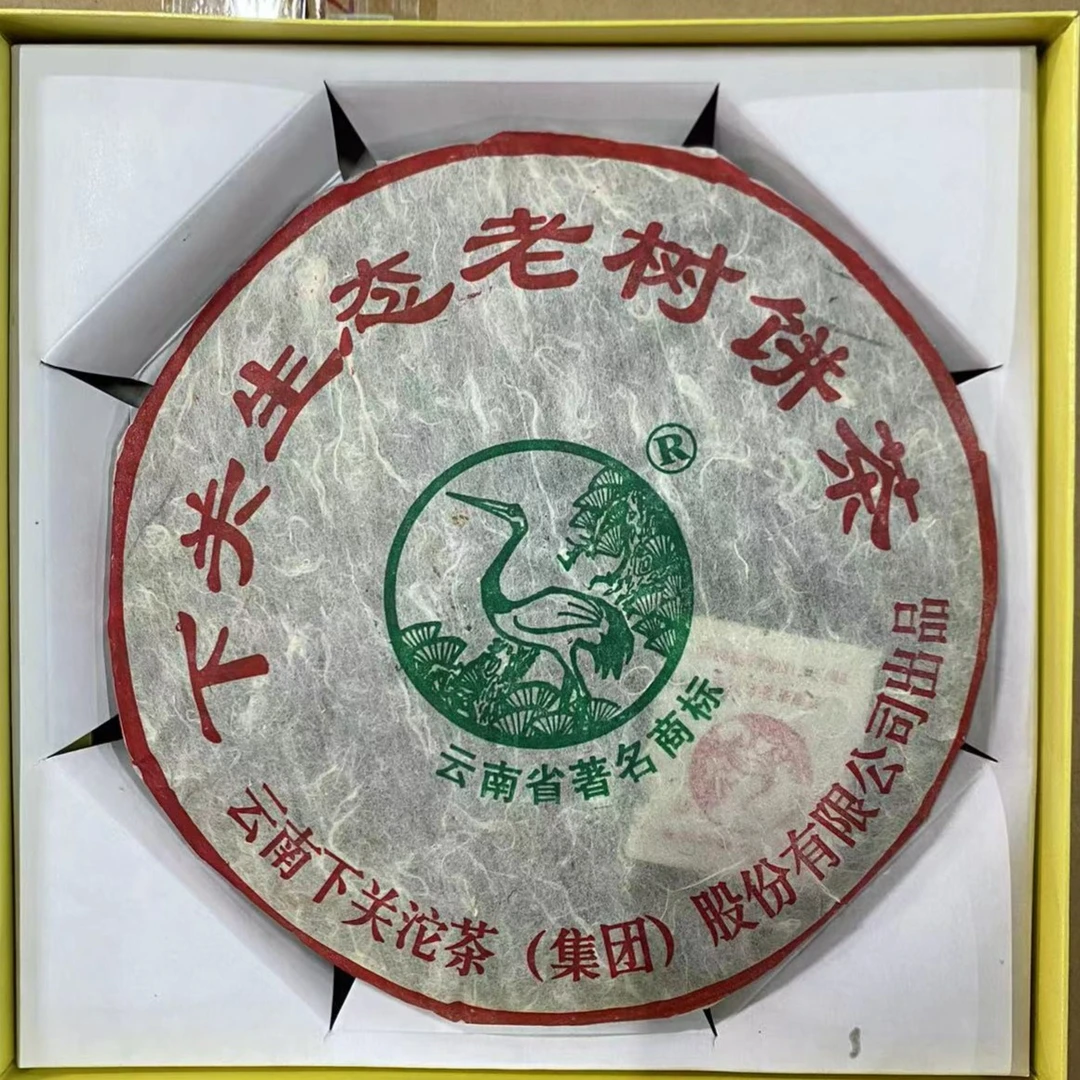 下关生态老树饼茶
®
云南省著名商标
云南下关沱茶（集团）股份有限公司出品